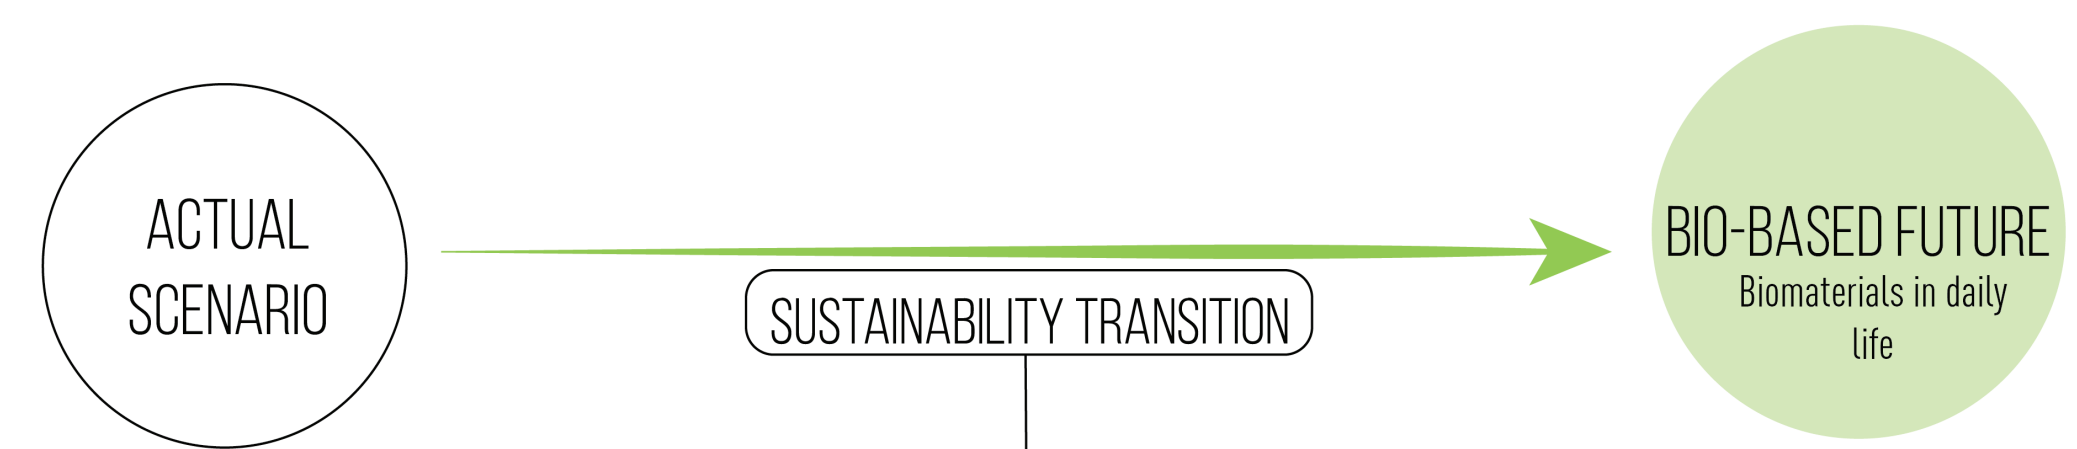 ACTUAL
SCENARIO
SUSTAINABILITY TRANSITION
BIO-BASED FUTURE
Biomaterials in daily
life